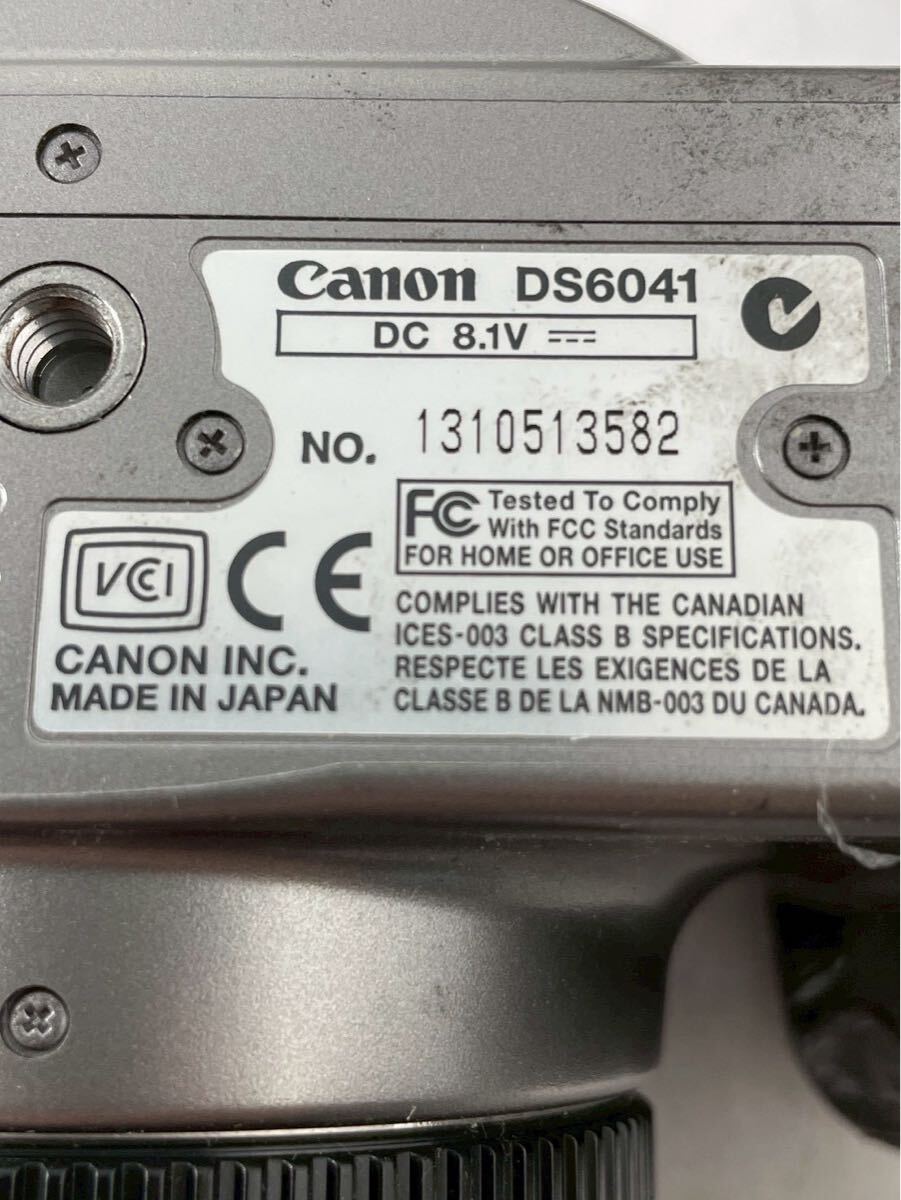 Canon DS6041
DC 8.1V ⎓
NO. 1310513582
FC Tested To Comply
With FCC Standards
FOR HOME OR OFFICE USE
VCI CE
CANON INC.
MADE IN JAPAN
COMPLIES WITH THE CANADIAN
ICES-003 CLASS B SPECIFICATIONS.
RESPECTE LES EXIGENCES DE LA
CLASSE B DE LA NMB-003 DU CANADA.